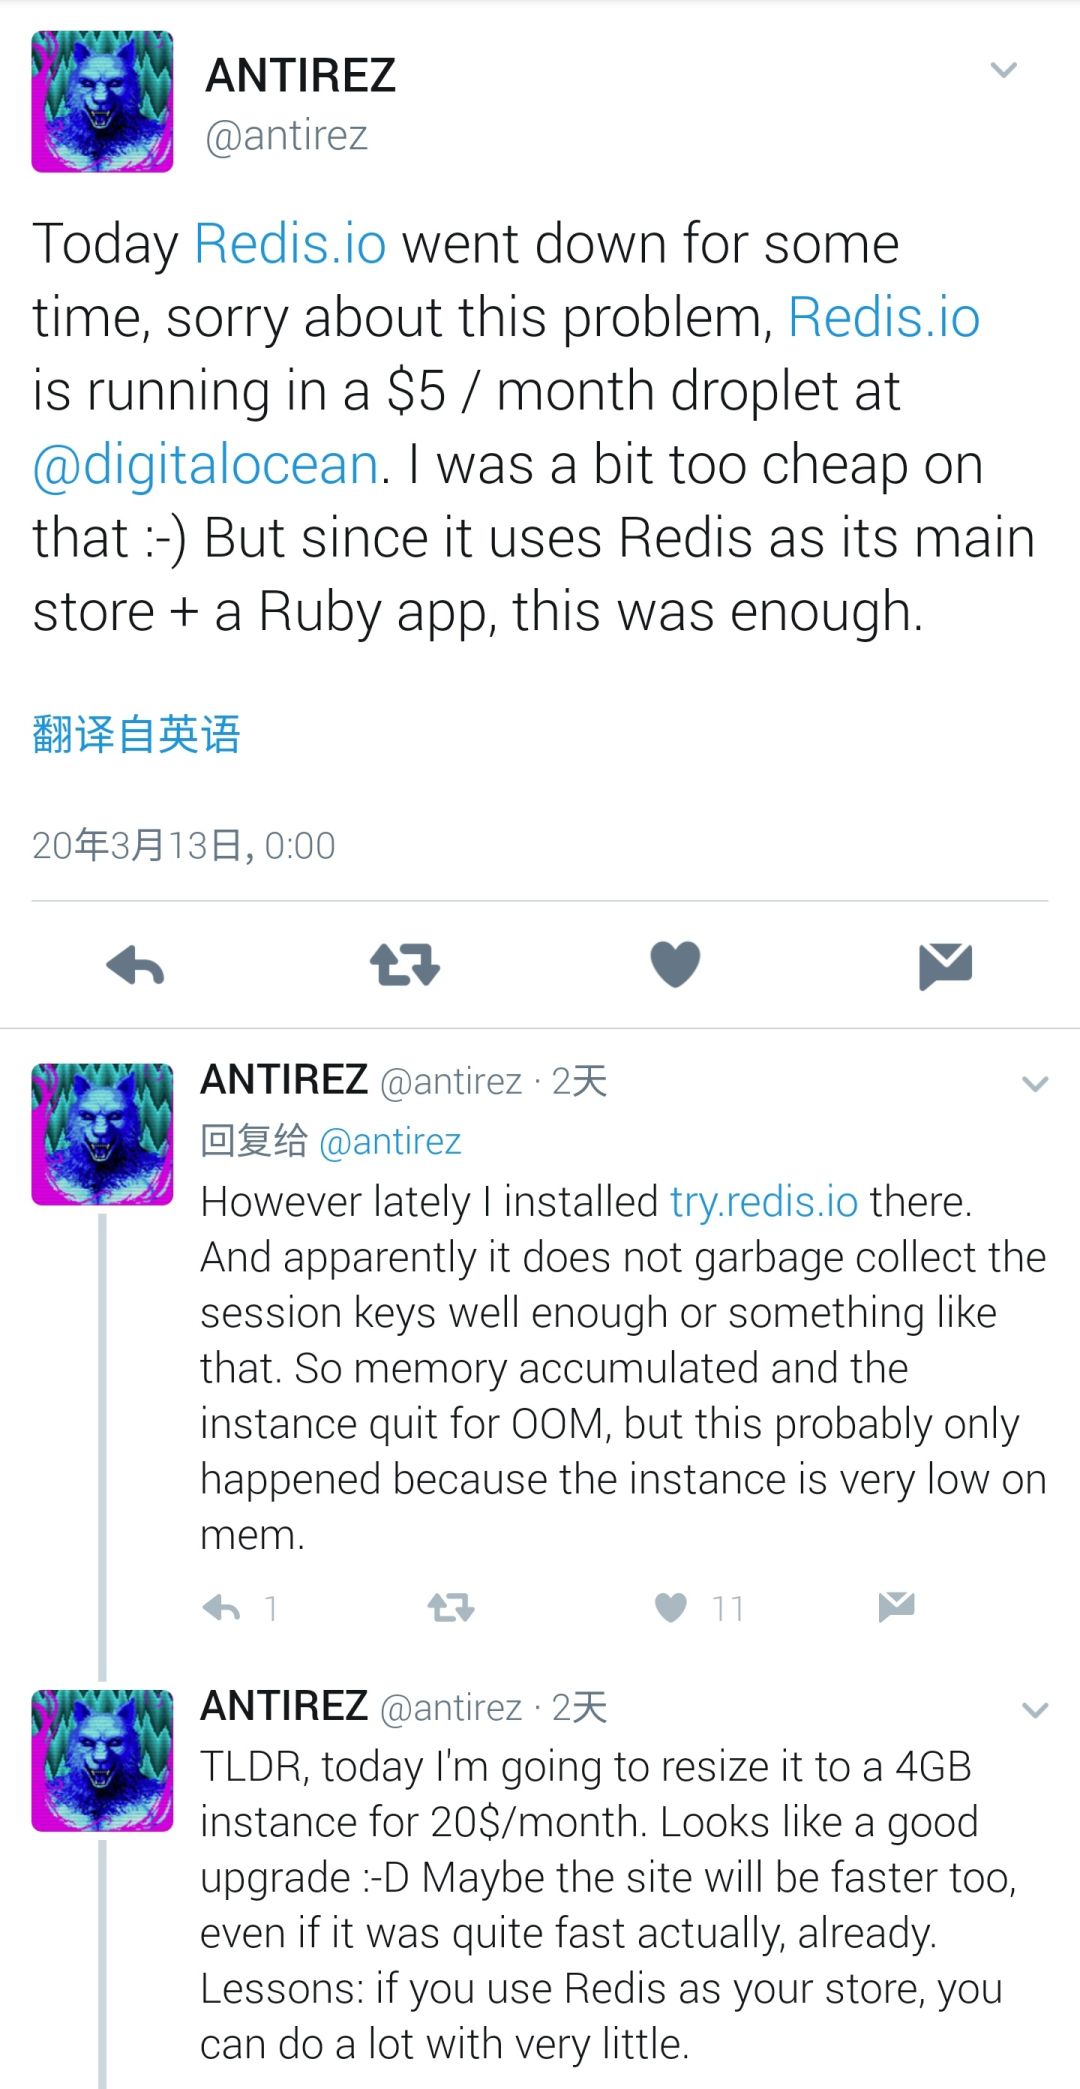 ANTIREZ
@antirez
Today Redis.io went down for some
time, sorry about this problem, Redis.io
is running in a $5 / month droplet at
@digitalocean. I was a bit too cheap on
that :-) But since it uses Redis as its main
store + a Ruby app, this was enough.
翻译自英语
20年3月13日, 0:00
ANTIREZ @antirez · 2天
回复给 @antirez
However lately I installed try.redis.io there.
And apparently it does not garbage collect the
session keys well enough or something like
that. So memory accumulated and the
instance quit for OOM, but this probably only
happened because the instance is very low on
mem.
1 11
ANTIREZ @antirez · 2天
TLDR, today I'm going to resize it to a 4GB
instance for 20$/month. Looks like a good
upgrade :-D Maybe the site will be faster too,
even if it was quite fast actually, already.
Lessons: if you use Redis as your store, you
can do a lot with very little.